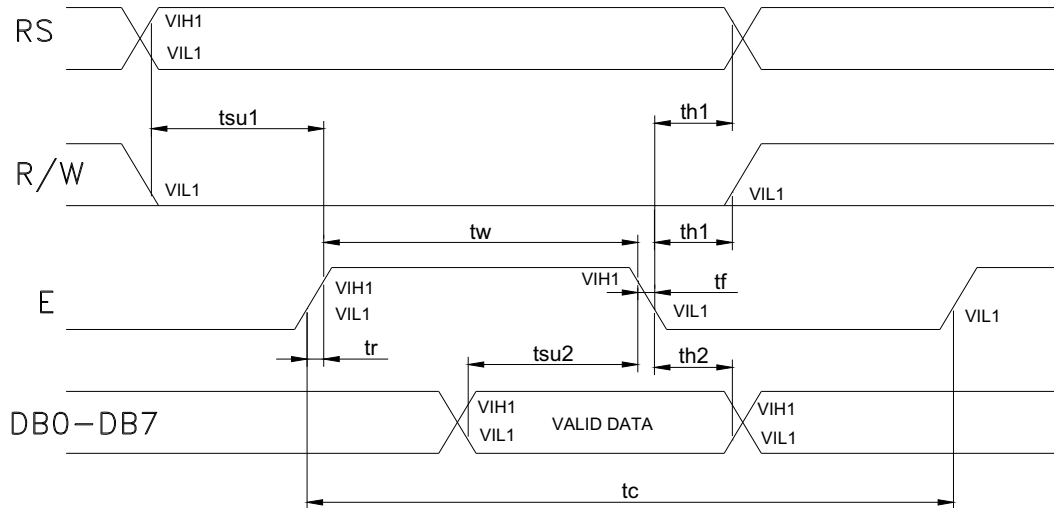 RS
VIH1
VIL1
tsu1
th1
R/W
VIL1
VIL1
tw
th1
E
VIH1
VIL1
VIH1
tf
VIL1
VIL1
tr
tsu2
th2
DB0-DB7
VIH1
VIL1
VALID DATA
VIH1
VIL1
tc